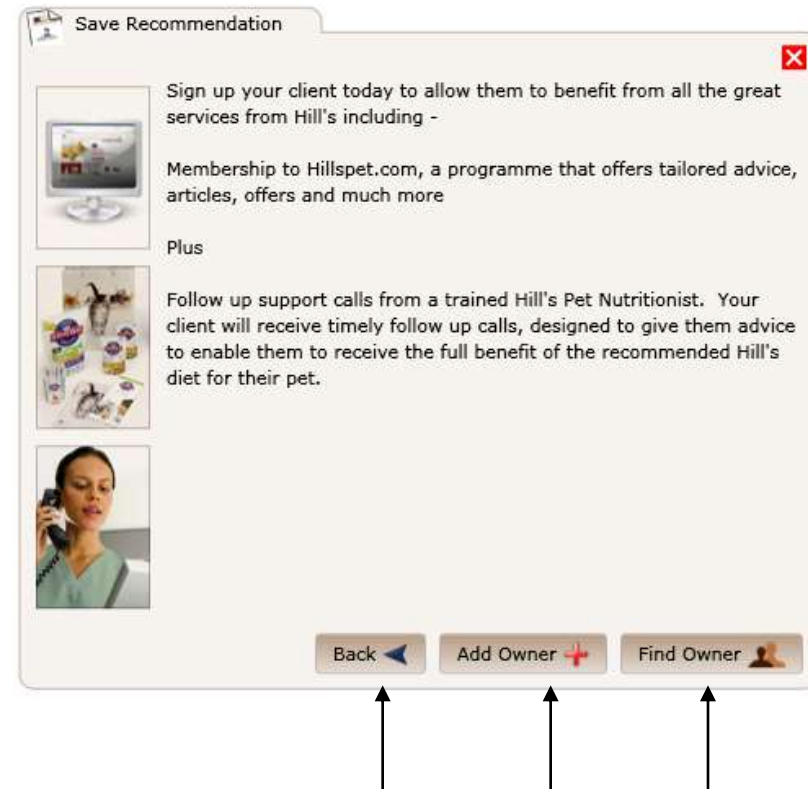 Save Recommendation
Sign up your client today to allow them to benefit from all the great
services from Hill's including -
Membership to Hillspet.com, a programme that offers tailored advice,
articles, offers and much more
Plus
Follow up support calls from a trained Hill's Pet Nutritionist.  Your
client will receive timely follow up calls, designed to give them advice
to enable them to receive the full benefit of the recommended Hill's
diet for their pet.
Back
Add Owner
Find Owner